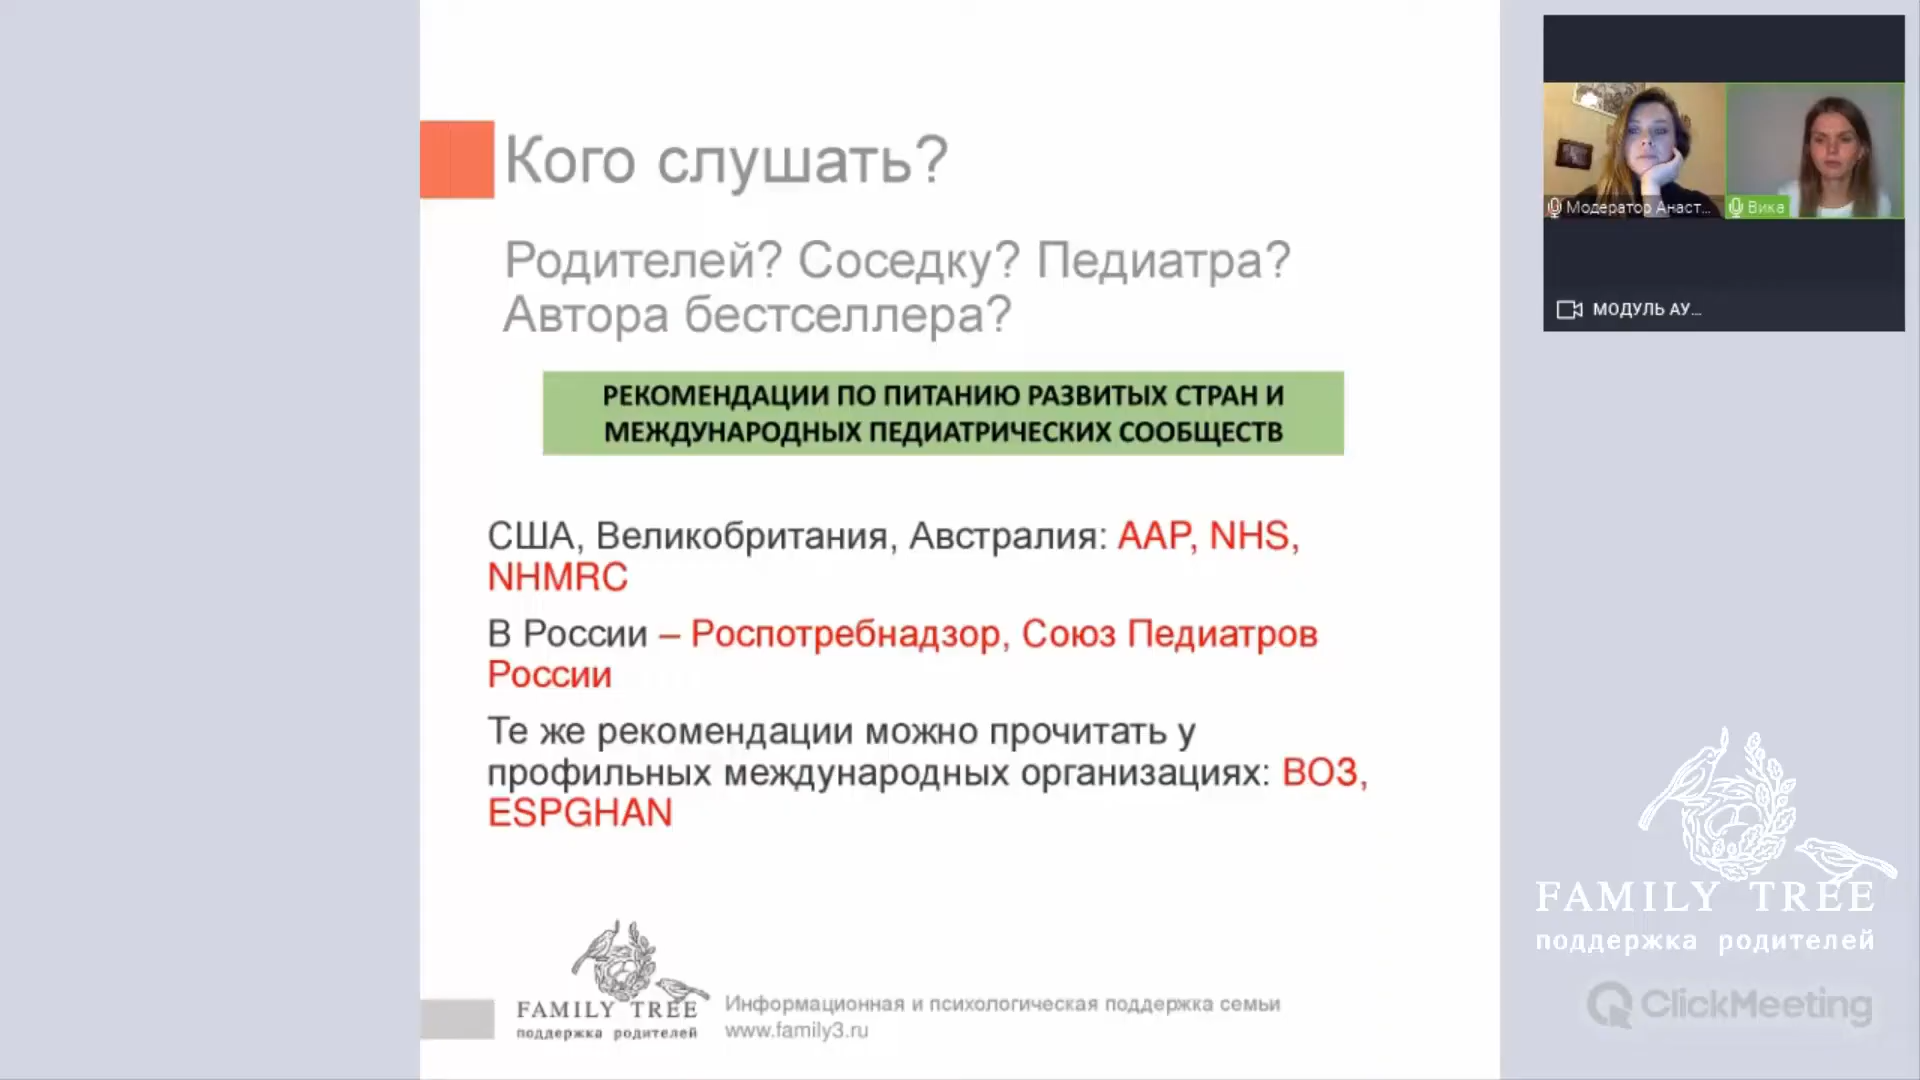 Кого слушать?
Родителей? Соседку? Педиатра?
Автора бестселлера?
РЕКОМЕНДАЦИИ ПО ПИТАНИЮ РАЗВИТЫХ СТРАН И
МЕЖДУНАРОДНЫХ ПЕДИАТРИЧЕСКИХ СООБЩЕСТВ
США, Великобритания, Австралия: AAP, NHS,
NHMRC
В России – Роспотребнадзор, Союз Педиатров
России
Те же рекомендации можно прочитать у
профильных международных организациях: ВОЗ,
ESPGHAN
FAMILY TREE
поддержка родителей
Информационная и психологическая поддержка семьи
www.family3.ru
Модератор Анаст...
Вика
МОДУЛЬ АУ...
FAMILY TREE
поддержка родителей
ClickMeeting